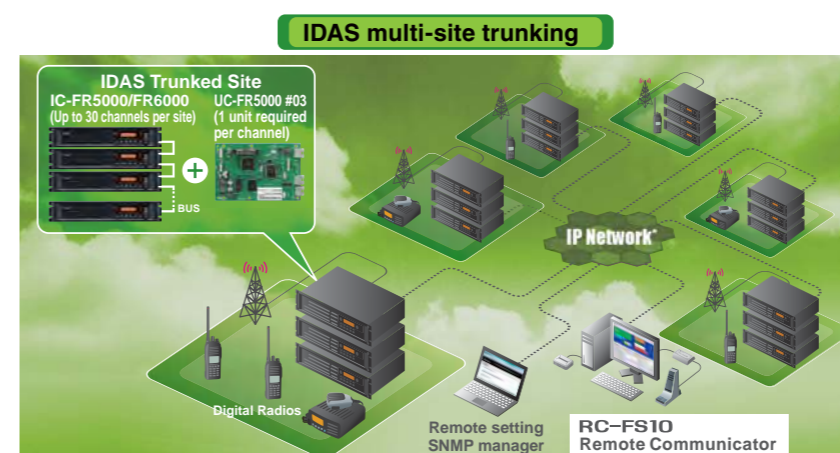 IDAS multi-site trunking
IDAS Trunked Site
IC-FR5000/FR6000
(Up to 30 channels per site)
UC-FR5000 #03
(1 unit required
per channel)
+
BUS
IP Network*
Digital Radios
Remote setting
SNMP manager
RC-FS10
Remote Communicator